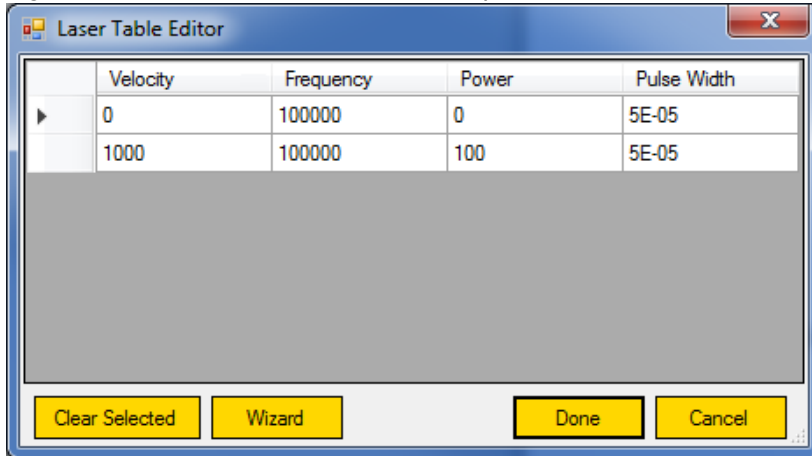 Laser Table Editor
Velocity Frequency Power Pulse Width
0 100000 0 5E-05
1000 100000 100 5E-05
Clear Selected Wizard Done Cancel